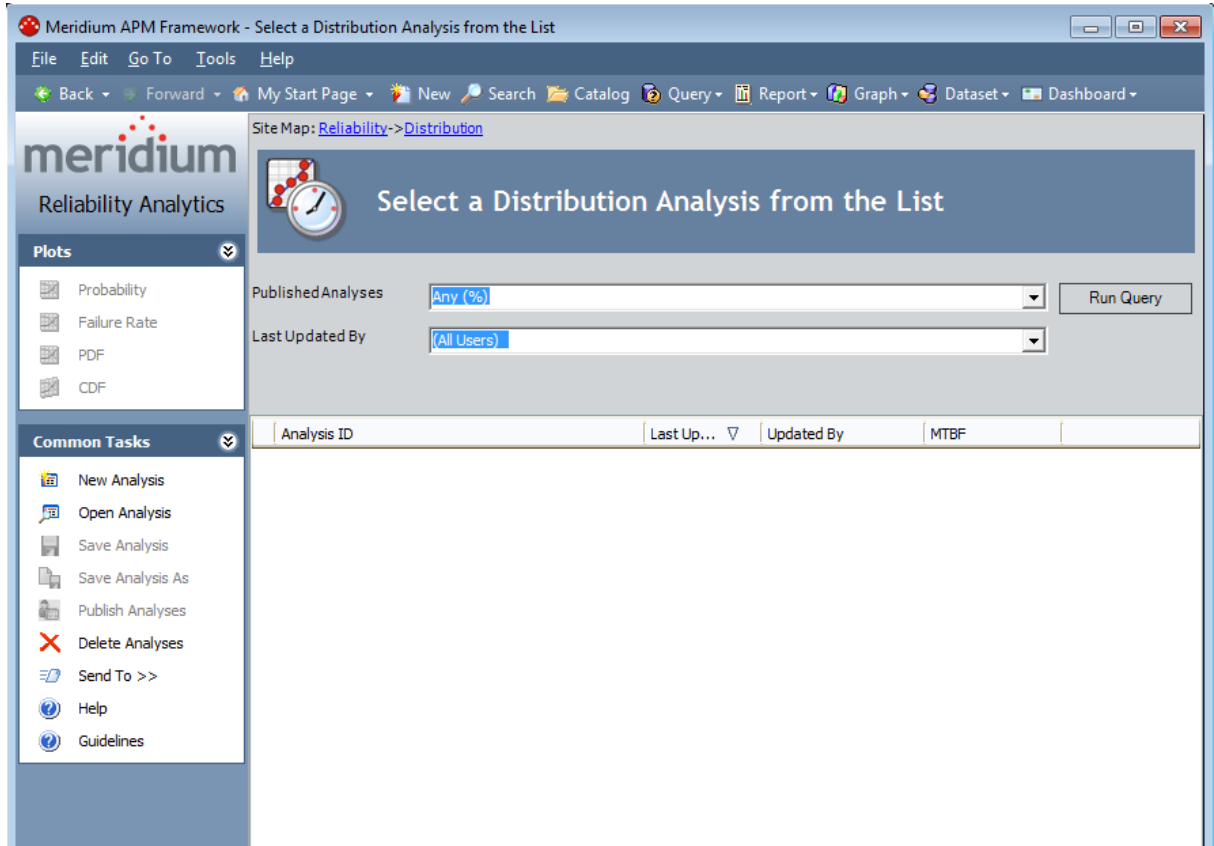 Meridium APM Framework - Select a Distribution Analysis from the List
File Edit Go To Tools Help
Back Forward My Start Page New Search Catalog Query Report Graph Dataset Dashboard
meridium
Reliability Analytics
Plots
Probability
Failure Rate
PDF
CDF
Common Tasks
New Analysis
Open Analysis
Save Analysis
Save Analysis As
Publish Analyses
Delete Analyses
Send To >>
Help
Guidelines
Site Map: Reliability->Distribution
Select a Distribution Analysis from the List
Published Analyses Any (%) Run Query
Last Updated By (All Users)
Analysis ID Last Up... Updated By MTBF